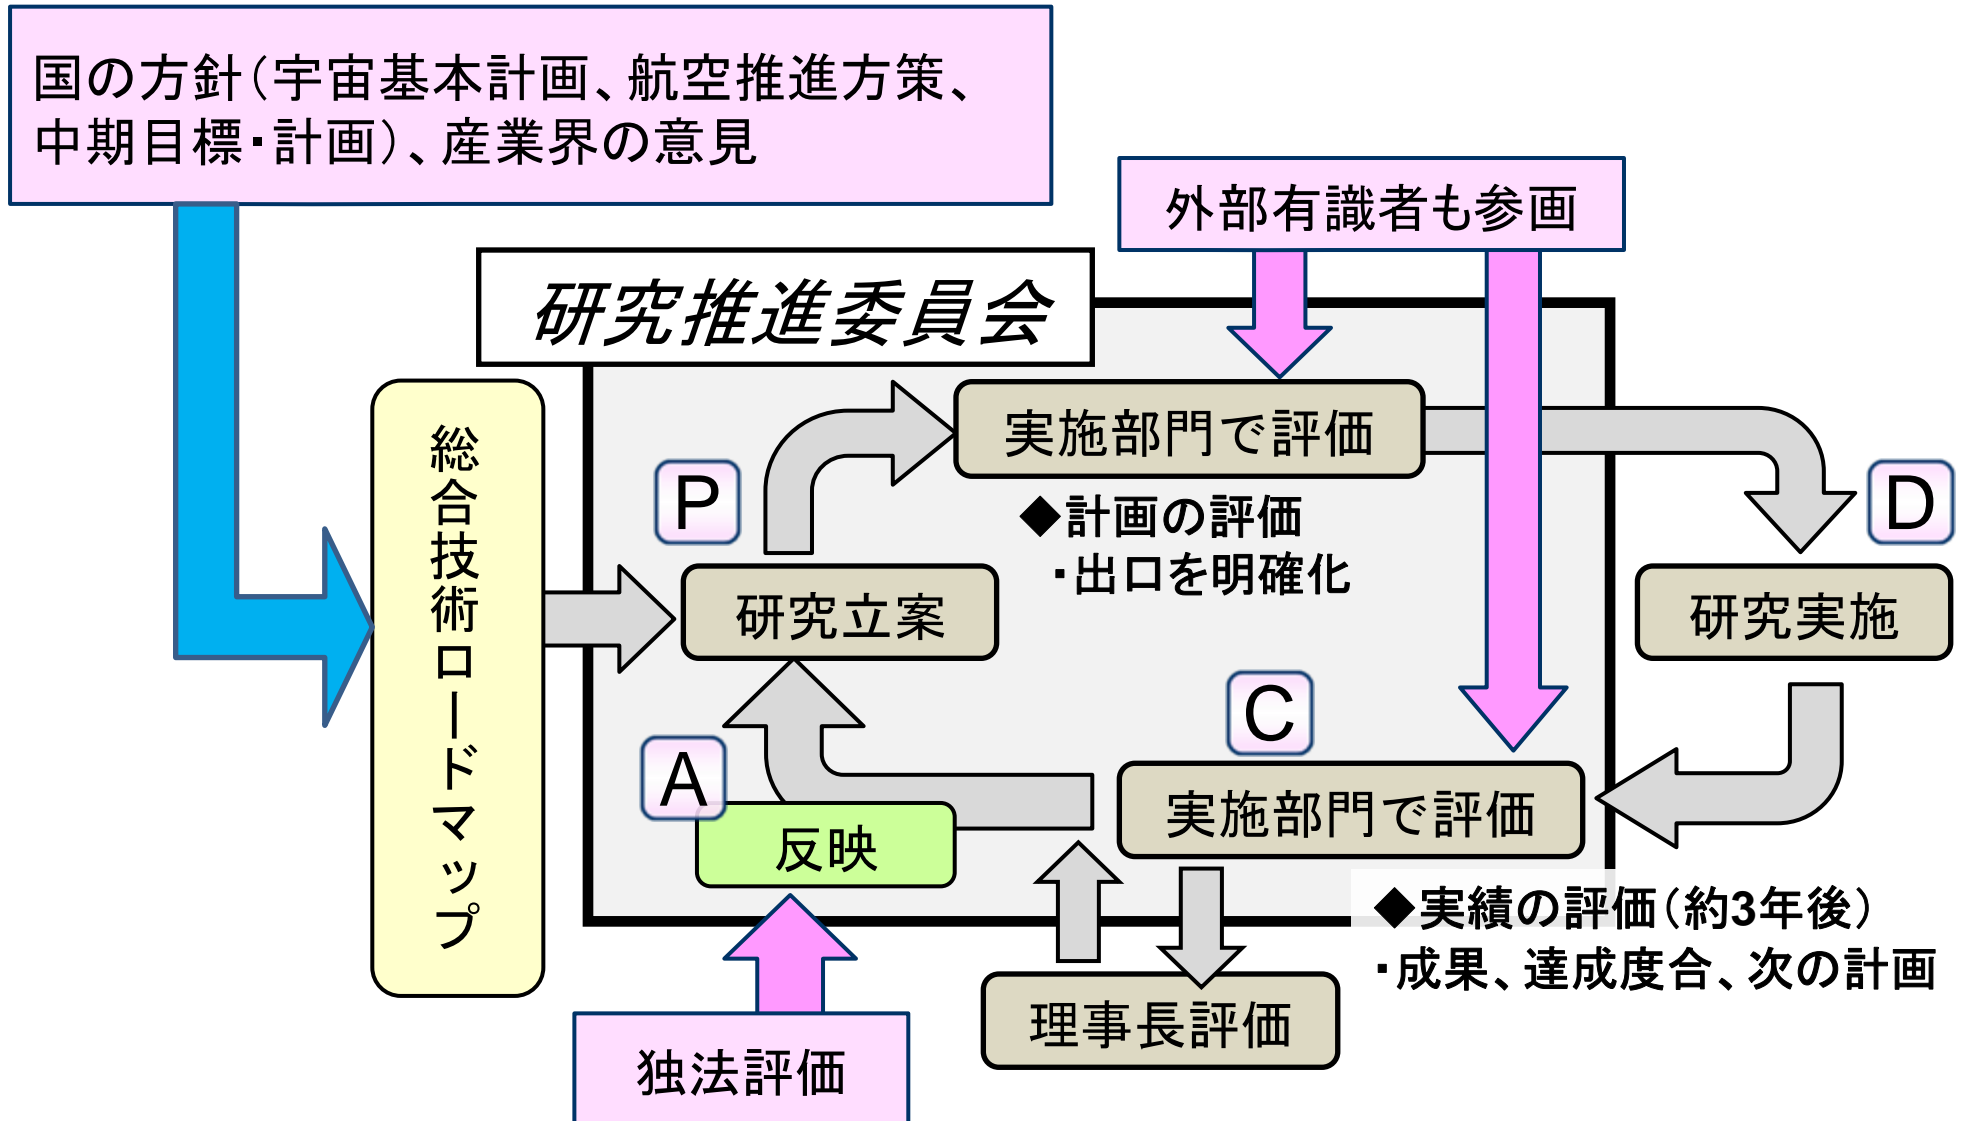 国の方針（宇宙基本計画、航空推進方策、
中期目標・計画）、産業界の意見
外部有識者も参画
研究推進委員会
総合技術ロードマップ
P
実施部門で評価
D
◆計画の評価
・出口を明確化
研究立案
研究実施
C
A
実施部門で評価
反映
◆実績の評価（約3年後）
・成果、達成度合、次の計画
理事長評価
独法評価